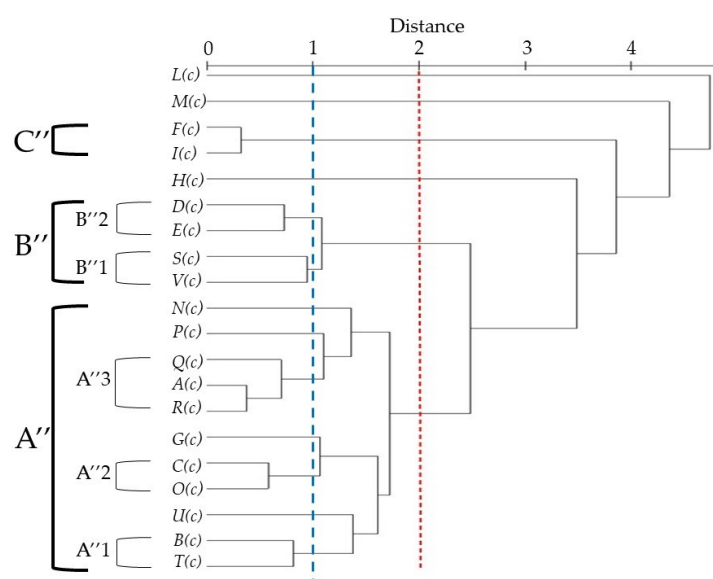 Distance
0 1 2 3 4
L(c)
M(c)
C'' F(c)
I(c)
H(c)
B'' B''2 D(c)
E(c)
B''1 S(c)
V(c)
A'' N(c)
P(c)
A''3 Q(c)
A(c)
R(c)
G(c)
A''2 C(c)
O(c)
U(c)
A''1 B(c)
T(c)